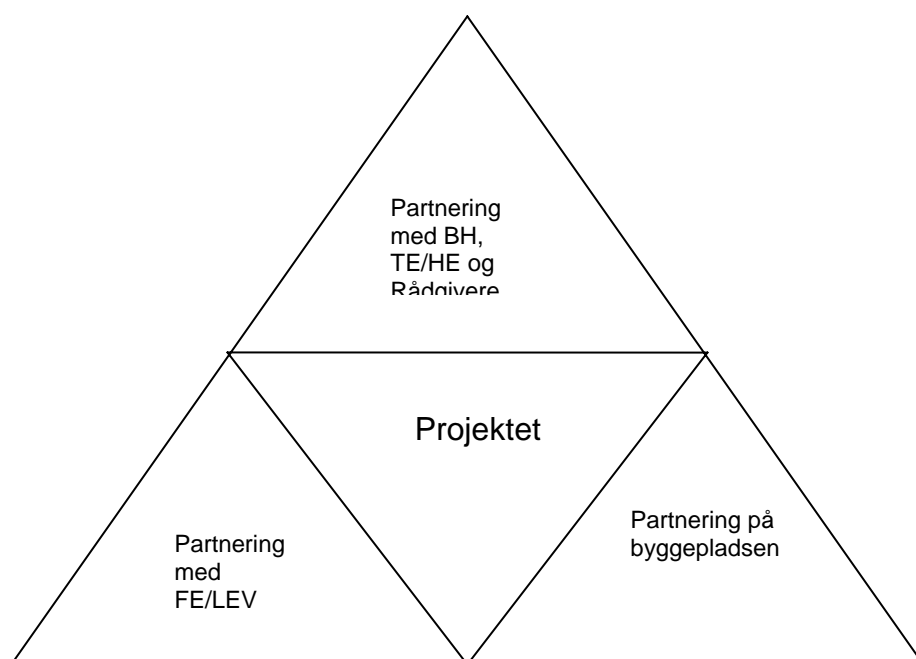 Partnering
med BH,
TE/HE og
Rådgivere
Projektet
Partnering
med
FE/LEV
Partnering på
byggepladsen